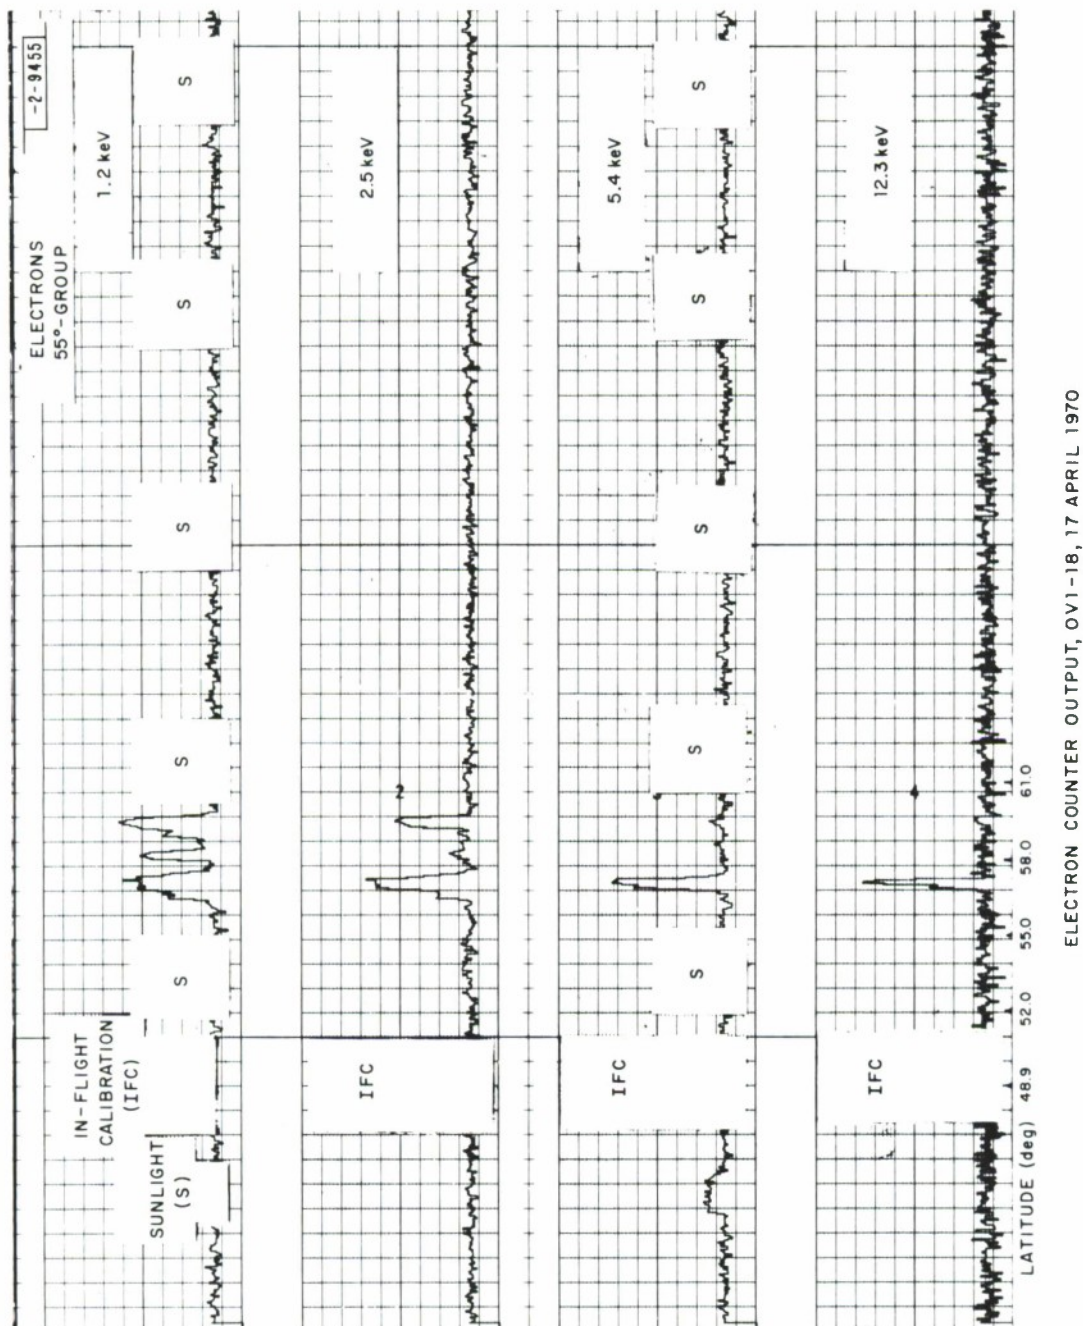 -2-9455
ELECTRONS
55°-GROUP
1.2 keV
S
S
S
S
S
IN-FLIGHT
CALIBRATION
(IFC)
SUNLIGHT
(S)
2.5 keV
2
IFC
5.4 keV
S
S
S
S
S
IFC
12.3 keV
4
IFC
LATITUDE (deg) 48.9 52.0 55.0 58.0 61.0
ELECTRON COUNTER OUTPUT, OV1-18, 17 APRIL 1970